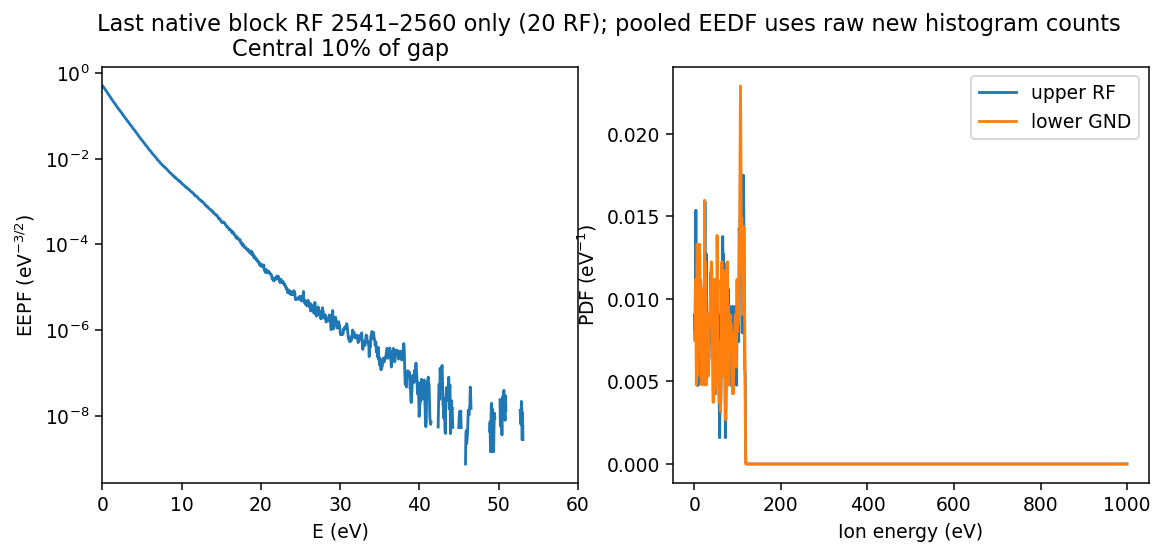 Last native block RF 2541–2560 only (20 RF); pooled EEDF uses raw new histogram counts
Central 10% of gap
EEPF (eV⁻³/²)
10⁰
10⁻²
10⁻⁴
10⁻⁶
10⁻⁸
0 10 20 30 40 50 60
E (eV)
PDF (eV⁻¹)
0.020
0.015
0.010
0.005
0.000
0 200 400 600 800 1000
Ion energy (eV)
upper RF
lower GND